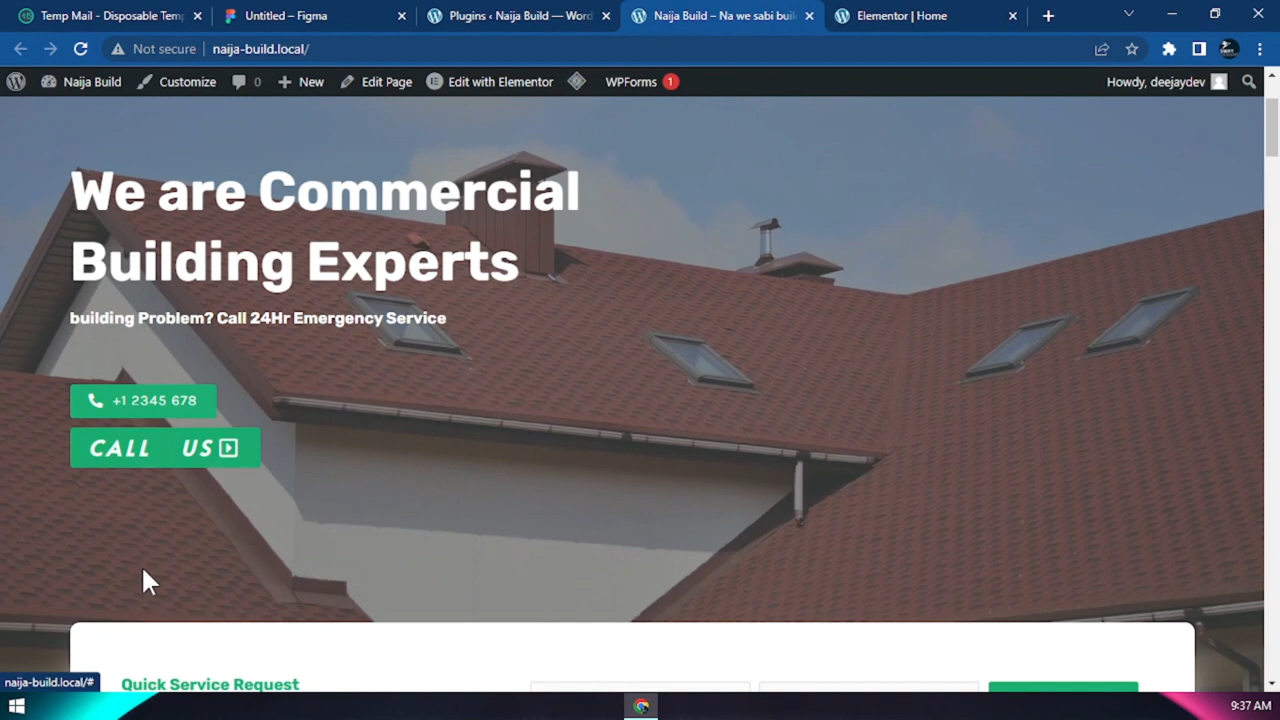 Temp Mail - Disposable Temp
Untitled – Figma
Plugins ‹ Naija Build — Word
Naija Build – Na we sabi buil
Elementor | Home
Not secure
naija-build.local/
Naija Build
Customize
0
New
Edit Page
Edit with Elementor
WPForms 1
Howdy, deejaydev
We are Commercial
Building Experts
building Problem? Call 24Hr Emergency Service
+1 2345 678
CALL US
Quick Service Request
naija-build.local/#
9:37 AM